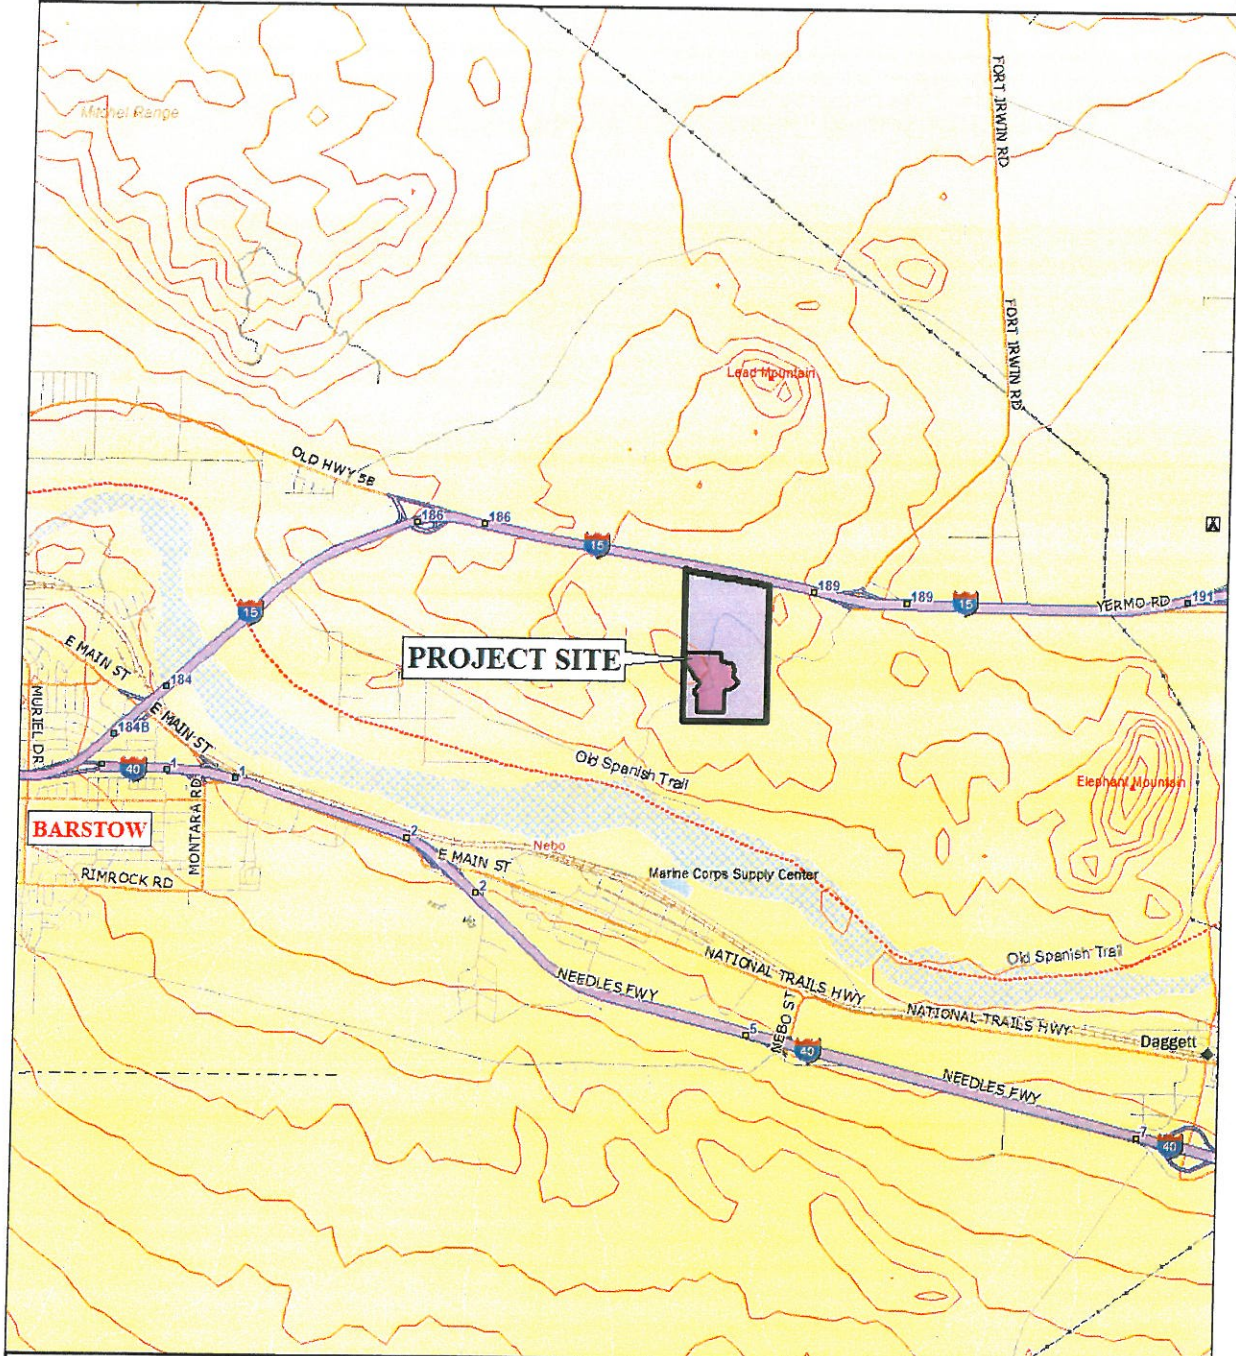 Mitchel Range
FORT IRWIN RD
FORT IRWIN RD
Lead Mountain
OLD HWY 58
186
186
15
189
189
15
YERMO RD
191
15
PROJECT SITE
E MAIN ST
184
MURIEL DR
184B
E MAIN ST
40
1
1
Old Spanish Trail
Elephant Mountain
BARSTOW
MONTARA RD
2
Nebo
E MAIN ST
RIMROCK RD
2
Marine Corps Supply Center
Old Spanish Trail
NATIONAL TRAILS HWY
NEEDLES FWY
NATIONAL TRAILS HWY
5
NEBO ST
40
Daggett
NEEDLES FWY
7
40